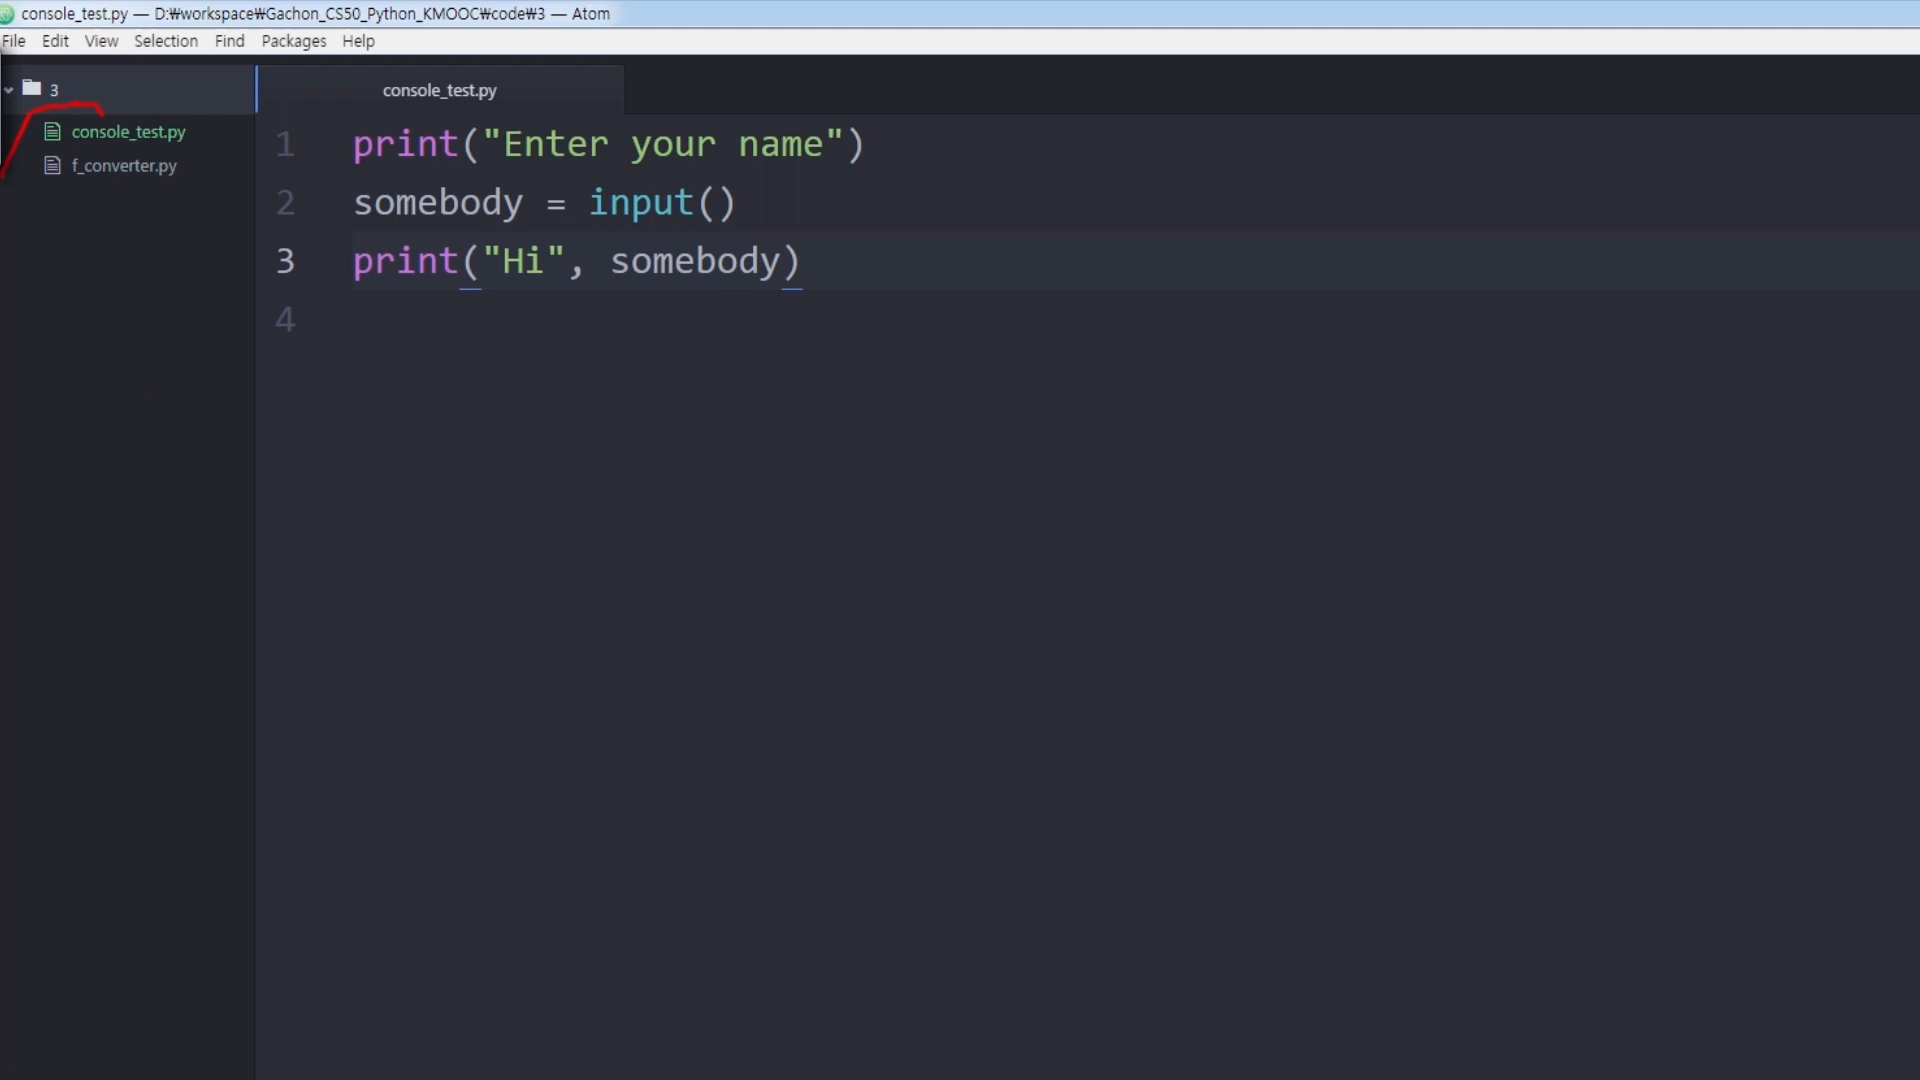 console_test.py — D:₩workspace₩Gachon_CS50_Python_KMOOC₩code₩3 — Atom
File Edit View Selection Find Packages Help
3
console_test.py
f_converter.py
console_test.py
1 print("Enter your name")
2 somebody = input()
3 print("Hi", somebody)
4